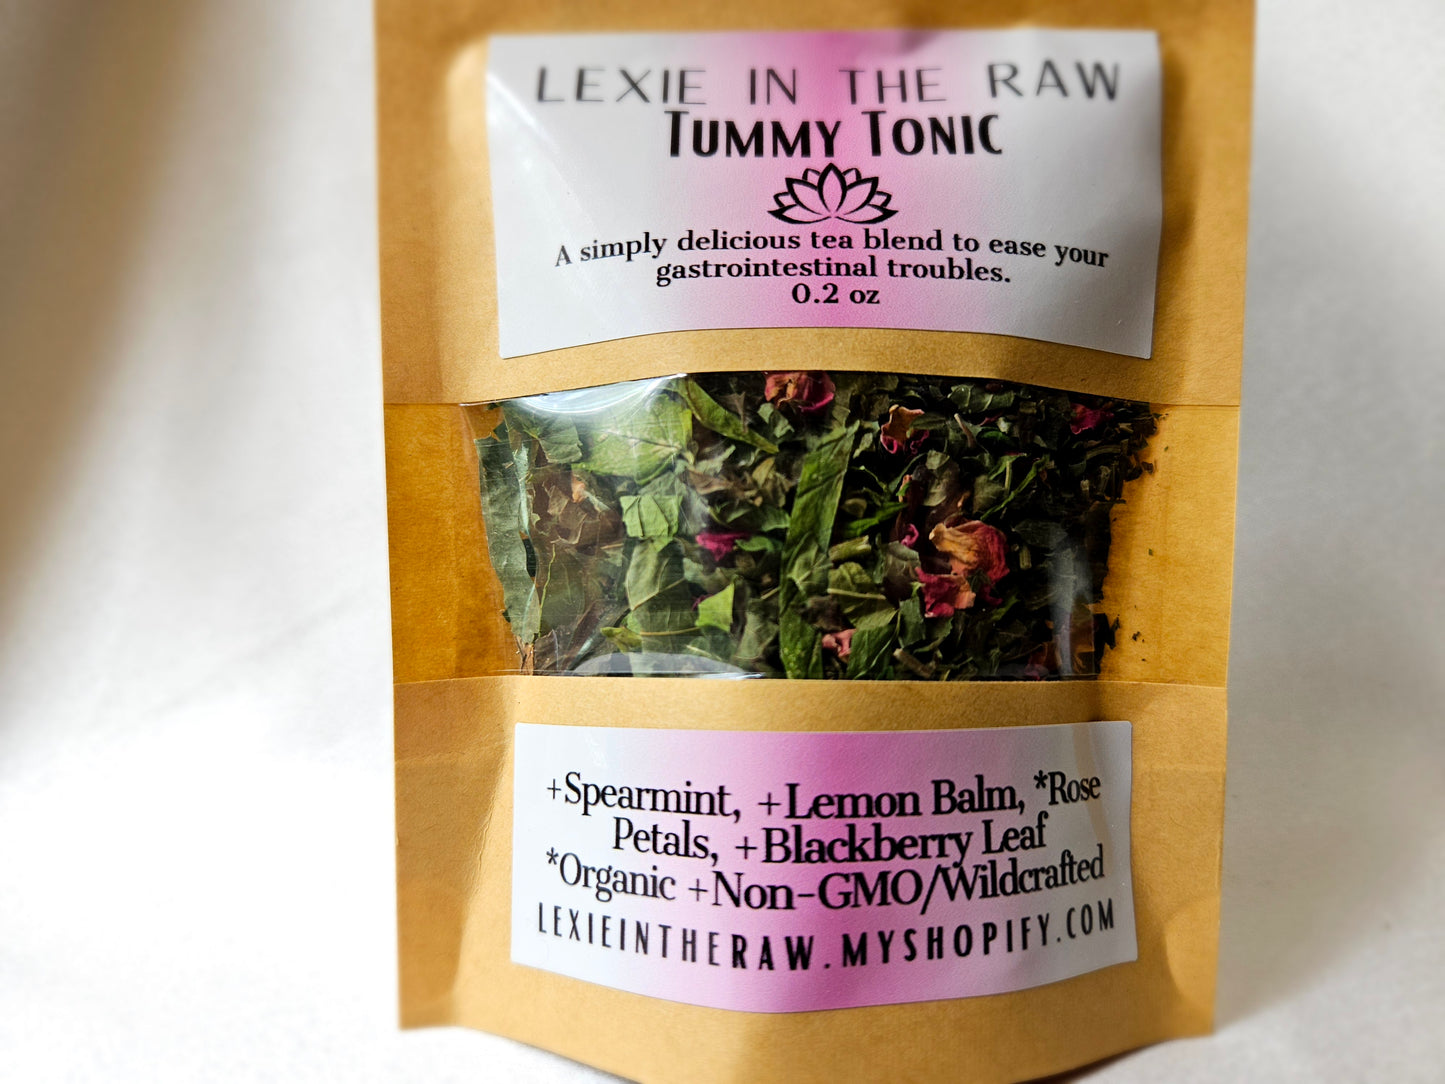 LEXIE IN THE RAW
TUMMY TONIC
A simply delicious tea blend to ease your
gastrointestinal troubles.
0.2 oz
+Spearmint, +Lemon Balm, *Rose
Petals, +Blackberry Leaf
*Organic +Non-GMO/Wildcrafted
LEXIEINTHERAW.MYSHOPIFY.COM